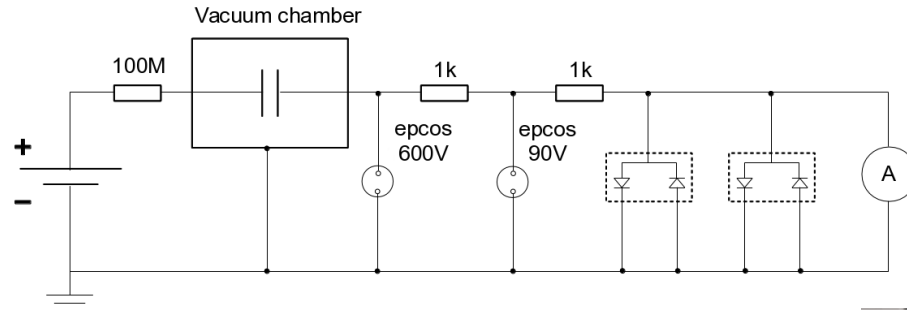 Vacuum chamber
100M
1k
1k
epcos
600V
epcos
90V
+
-
A